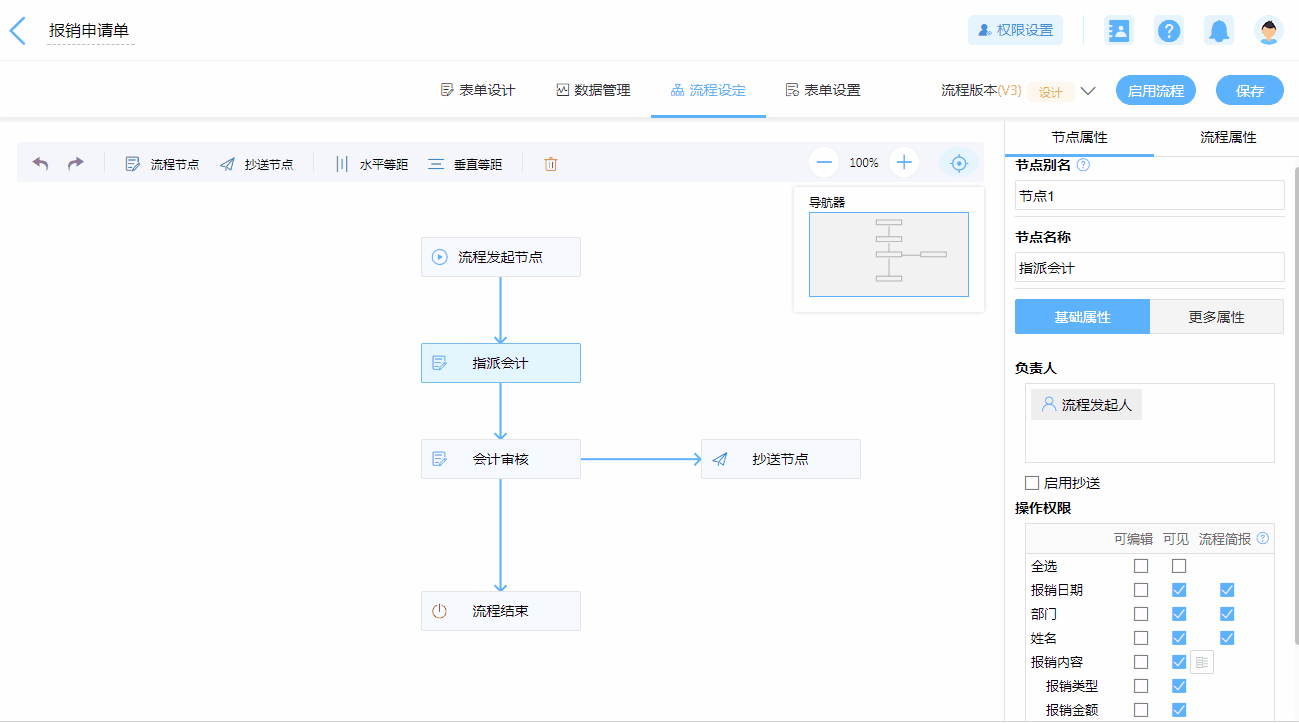 报销申请单
权限设置
表单设计 数据管理 流程设定 表单设置
流程版本(V3) 设计 启用流程 保存
流程节点 抄送节点 水平等距 垂直等距 100%
导航器
流程发起节点
指派会计
会计审核
抄送节点
流程结束
节点属性 流程属性
节点别名
节点1
节点名称
指派会计
基础属性 更多属性
负责人
流程发起人
启用抄送
操作权限
可编辑 可见 流程简报
全选
报销日期
部门
姓名
报销内容
报销类型
报销金额